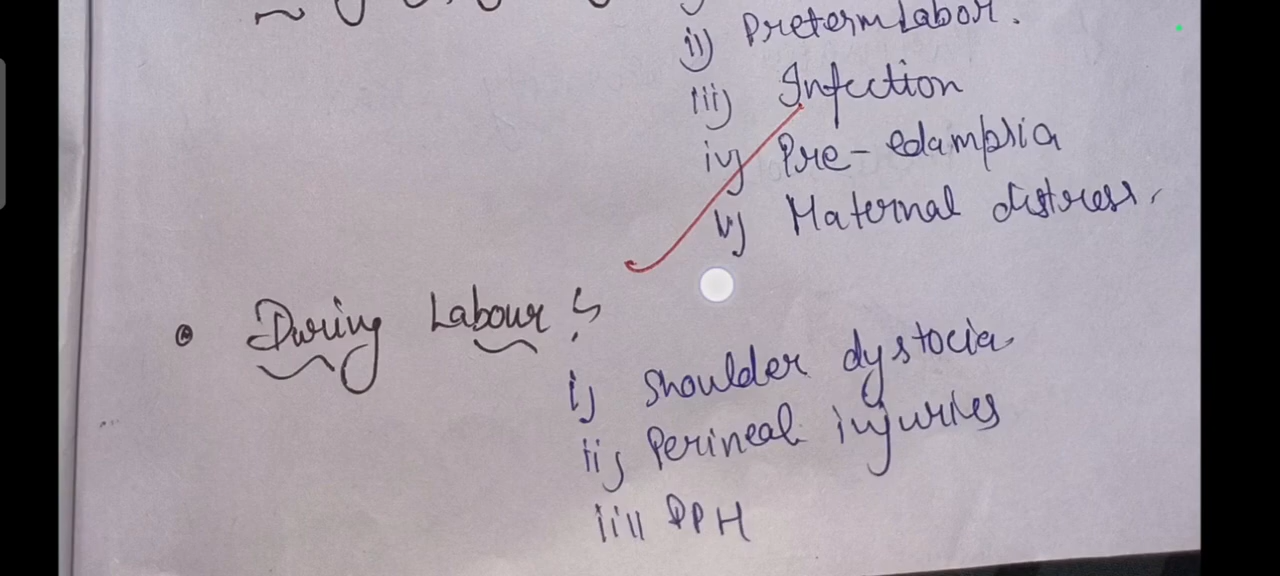 ii) Preterm Labor.
iii) Infection
iv) Pre-eclampsia
v) Maternal distress,
During Labour :
i) Shoulder dystocia
ii) Perineal injuries
iii) PPH